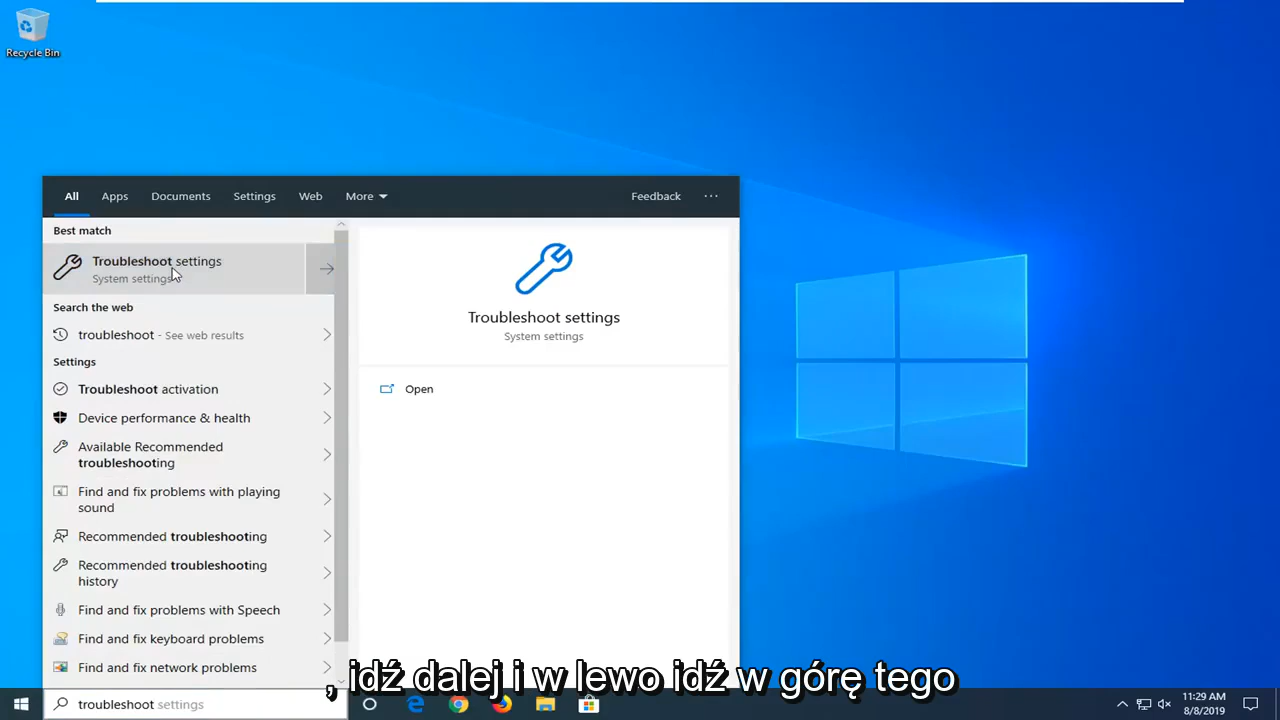 Recycle Bin
All Apps Documents Settings Web More Feedback ...
Best match
Troubleshoot settings
System settings
Search the web
troubleshoot - See web results
Settings
Troubleshoot activation
Device performance & health
Available Recommended
troubleshooting
Find and fix problems with playing
sound
Recommended troubleshooting
Recommended troubleshooting
history
Find and fix problems with Speech
Find and fix keyboard problems
Find and fix network problems
Troubleshoot settings
System settings
Open
, idź dalej i w lewo idź w górę tego
troubleshoot settings
11:29 AM
8/8/2019